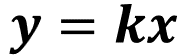 y = kx